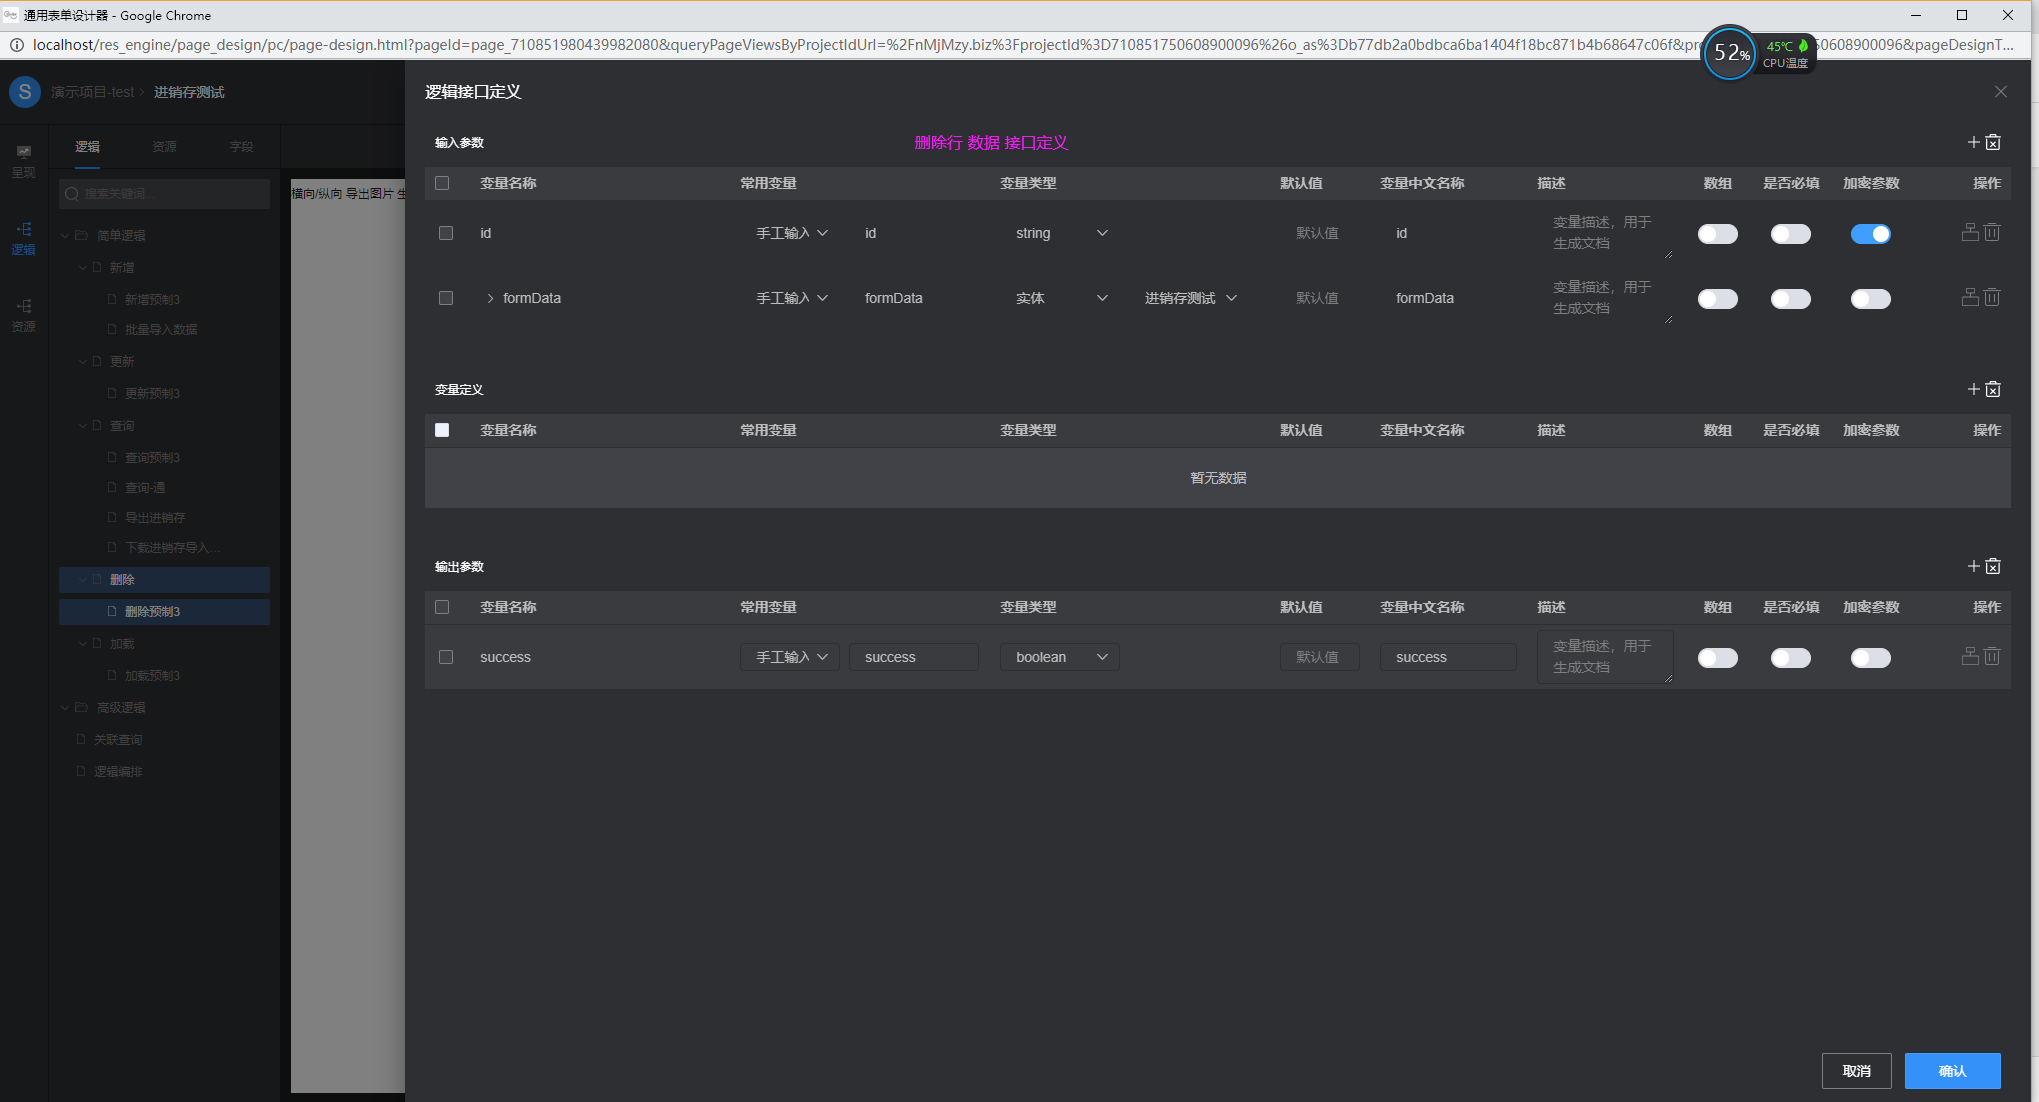 通用表单设计器 - Google Chrome
localhost/res_engine/page_design/pc/page-design.html?pageId=page_710851980439982080&queryPageViewsByProjectIdUrl=%2FnMjMzy.biz%3FprojectId%3D710851750608900096%26o_as%3Db77db2a0bdbca6ba1404f18bc871b4b68647c06f&pr
50608900096&pageDesignT...
52%
45℃
CPU温度
S
演示项目-test > 进销存测试
呈现
逻辑
资源
逻辑
资源
字段
搜索关键词...
简单逻辑
新增
新增预制3
批量导入数据
更新
更新预制3
查询
查询预制3
查询-通
导出进销存
下载进销存导入...
删除
删除预制3
加载
加载预制3
高级逻辑
关联查询
逻辑编排
横向/纵向 导出图片 生
逻辑接口定义
输入参数
删除行 数据 接口定义
变量名称 常用变量 变量类型 默认值 变量中文名称 描述 数组 是否必填 加密参数 操作
id 手工输入 id string 默认值 id 变量描述，用于
生成文档
formData 手工输入 formData 实体 进销存测试 默认值 formData 变量描述，用于
生成文档
变量定义
变量名称 常用变量 变量类型 默认值 变量中文名称 描述 数组 是否必填 加密参数 操作
暂无数据
输出参数
变量名称 常用变量 变量类型 默认值 变量中文名称 描述 数组 是否必填 加密参数 操作
success 手工输入 success boolean 默认值 success 变量描述，用于
生成文档
取消
确认